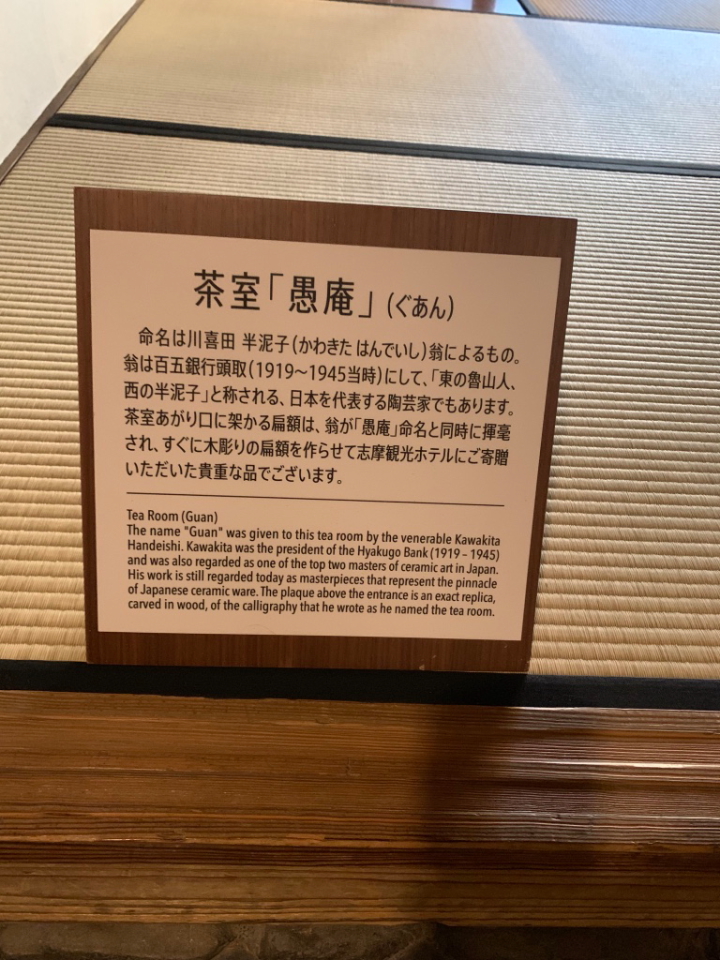 茶室「愚庵」(ぐあん)
命名は川喜田 半泥子(かわきた はんでいし)翁によるもの。
翁は百五銀行頭取(1919～1945当時)にして、「東の魯山人、
西の半泥子」と称される、日本を代表する陶芸家でもあります。
茶室あがり口に架かる扁額は、翁が「愚庵」命名と同時に揮毫
され、すぐに木彫りの扁額を作らせて志摩観光ホテルにご寄贈
いただいた貴重な品でございます。
Tea Room (Guan)
The name "Guan" was given to this tea room by the venerable Kawakita
Handeishi. Kawakita was the president of the Hyakugo Bank (1919 – 1945)
and was also regarded as one of the top two masters of ceramic art in Japan.
His work is still regarded today as masterpieces that represent the pinnacle
of Japanese ceramic ware. The plaque above the entrance is an exact replica,
carved in wood, of the calligraphy that he wrote as he named the tea room.